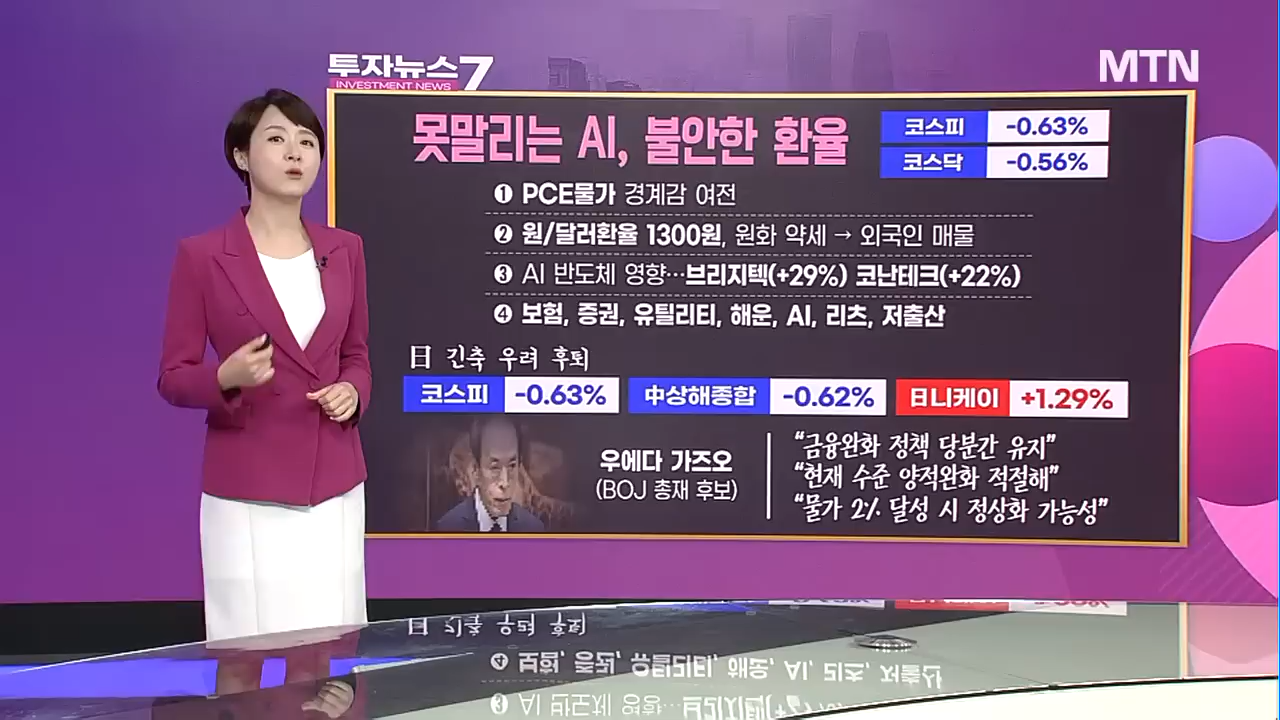 투자뉴스7
INVESTMENT NEWS
MTN
못말리는 AI, 불안한 환율
코스피 -0.63%
코스닥 -0.56%
① PCE물가 경계감 여전
② 원/달러환율 1300원, 원화 약세 → 외국인 매물
③ AI 반도체 영향…브리지텍(+29%) 코난테크(+22%)
④ 보험, 증권, 유틸리티, 해운, AI, 리츠, 저출산
日 긴축 우려 후퇴
코스피 -0.63% 中상해종합 -0.62% 日니케이 +1.29%
우에다 가즈오
(BOJ 총재 후보)
“금융완화 정책 당분간 유지”
“현재 수준 양적완화 적절해”
“물가 2% 달성 시 정상화 가능성”